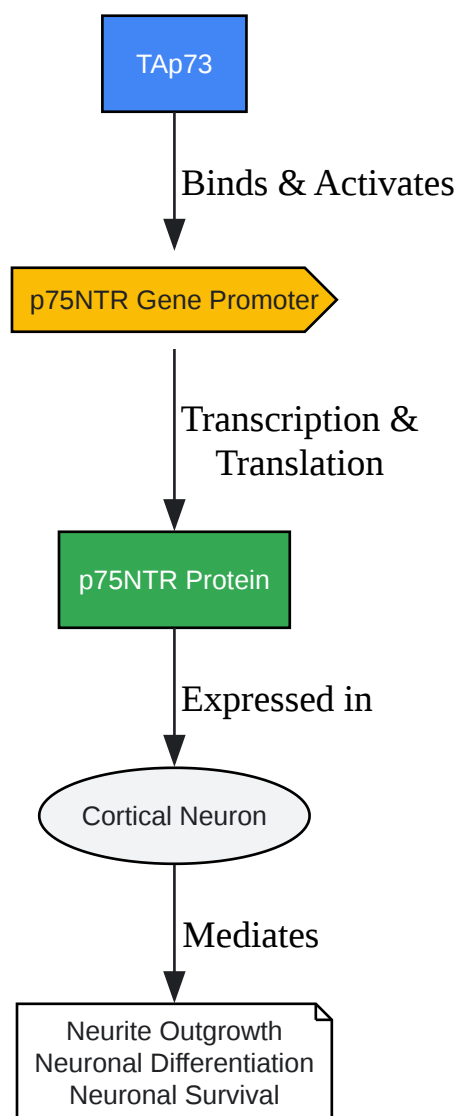 TAp73
Binds & Activates
p75NTR Gene Promoter
Transcription &
Translation
p75NTR Protein
Expressed in
Cortical Neuron
Mediates
Neurite Outgrowth
Neuronal Differentiation
Neuronal Survival